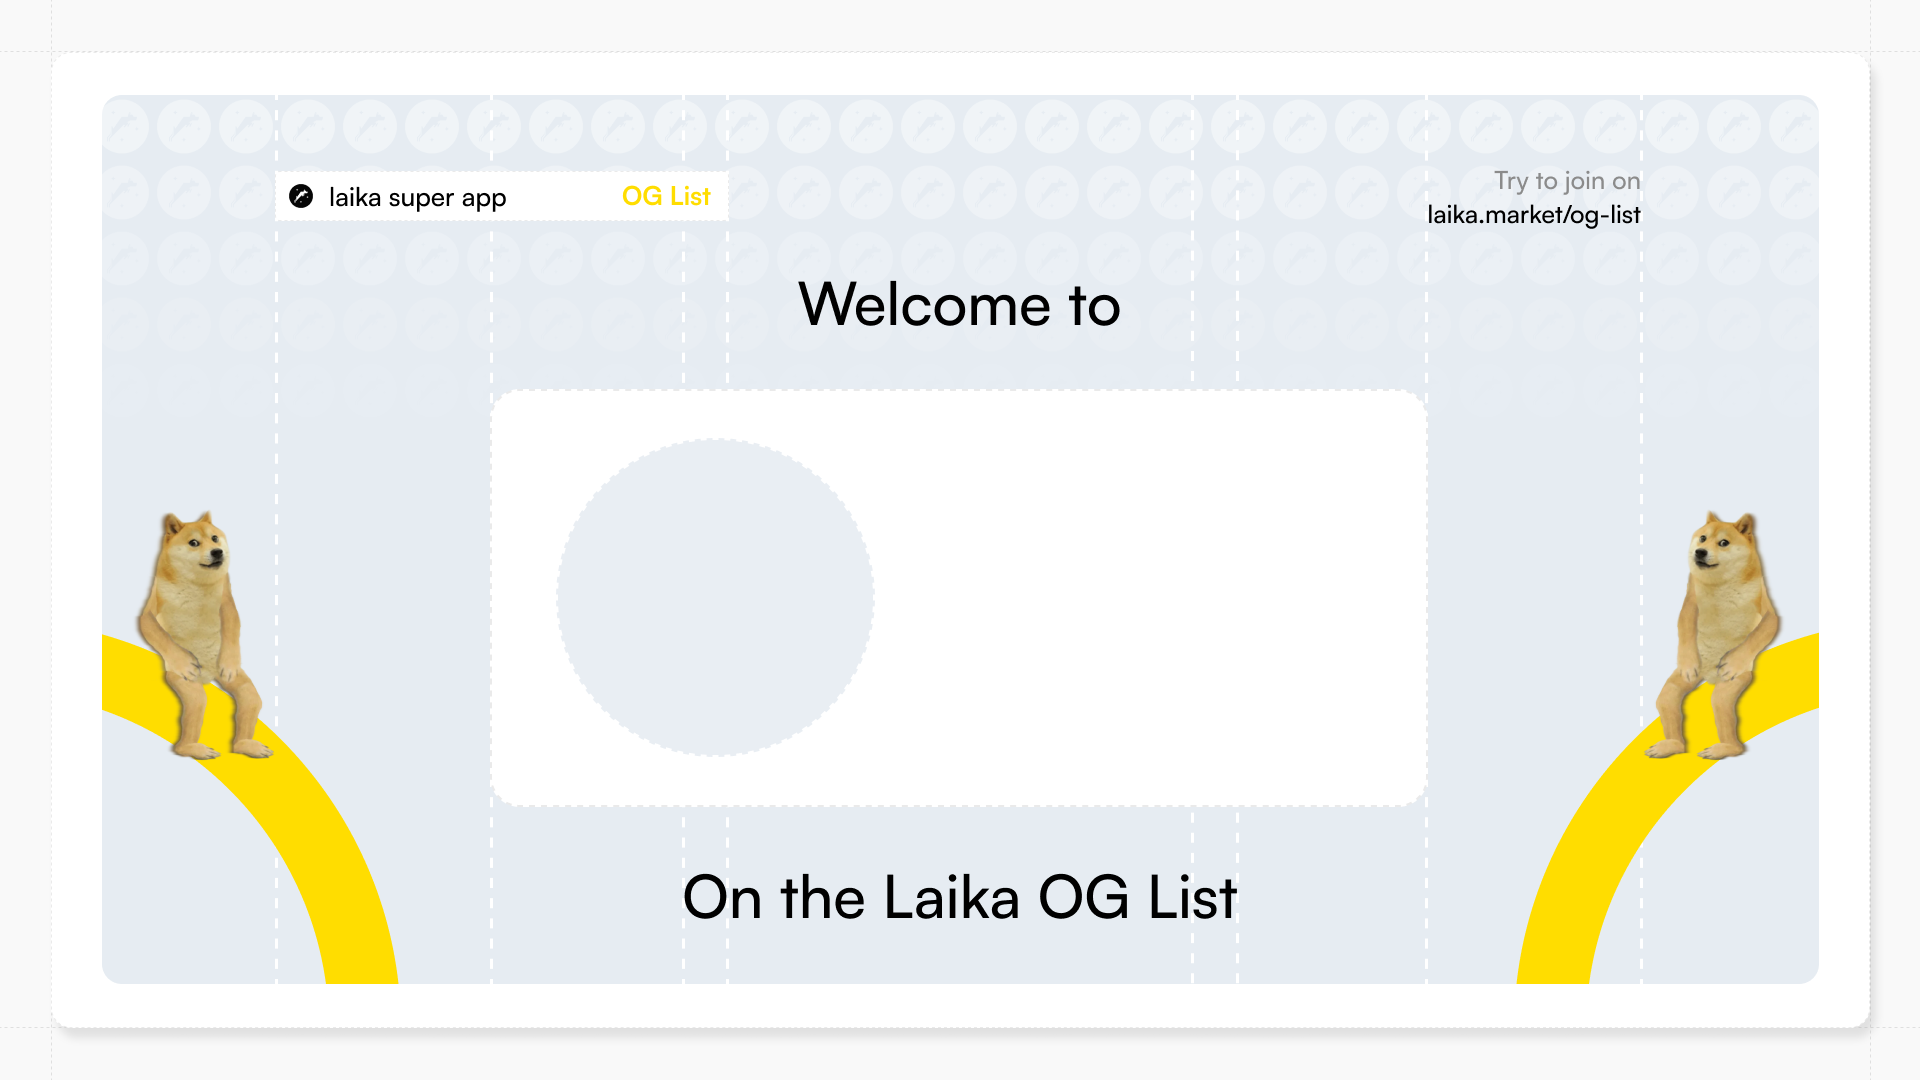 laika super app
OG List
Try to join on
laika.market/og-list
Welcome to
On the Laika OG List